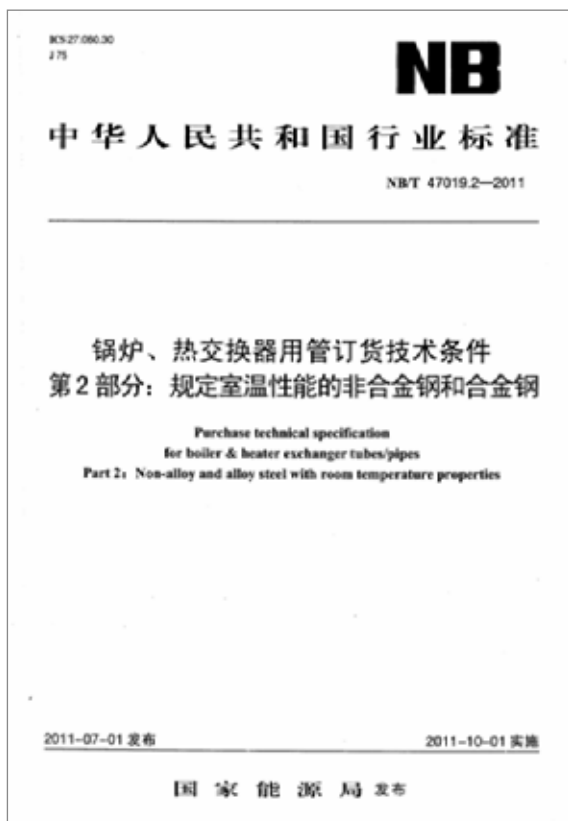 ICS 27.060.30
J 75
NB
中华人民共和国行业标准
NB/T 47019.2—2011
锅炉、热交换器用管订货技术条件
第2部分：规定室温性能的非合金钢和合金钢
Purchase technical specification
for boiler & heater exchanger tubes/pipes
Part 2：Non-alloy and alloy steel with room temperature properties
2011-07-01 发布
2011-10-01 实施
国家能源局 发布